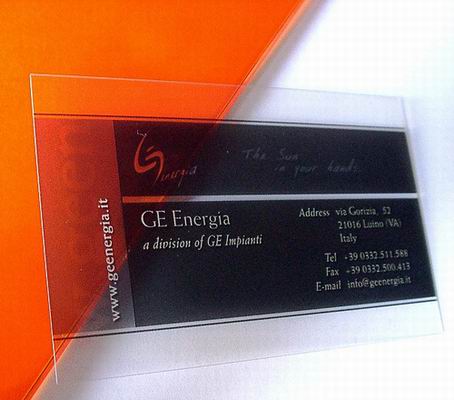 GEnergia
The Sun
in your hands
www.geenergia.it
GE Energia
a division of GE Impianti
Address via Gorizia, 52
21016 Luino (VA)
Italy
Tel +39 0332.511.588
Fax +39 0332.500.413
E-mail info@geenergia.it